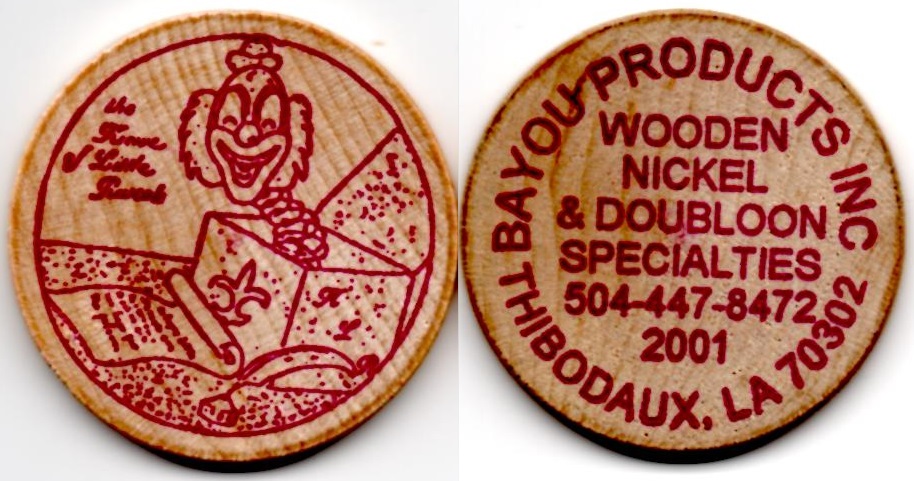 the
Krewe
of Little
Rascals
BAYOU PRODUCTS INC
WOODEN
NICKEL
& DOUBLOON
SPECIALTIES
504-447-8472
2001
THIBODAUX, LA 70302